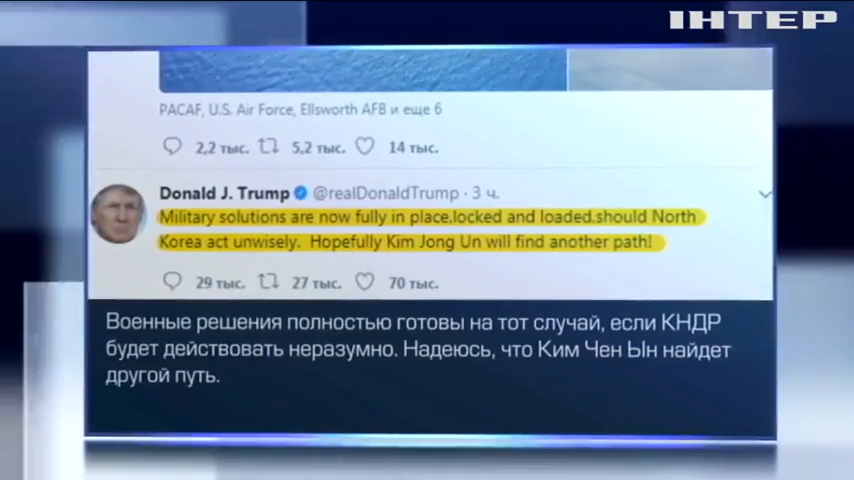 ІНТЕР
PACAF, U.S. Air Force, Ellsworth AFB и еще 6
2,2 тыс. 5,2 тыс. 14 тыс.
Donald J. Trump @realDonaldTrump · 3 ч.
Military solutions are now fully in place,locked and loaded,should North
Korea act unwisely. Hopefully Kim Jong Un will find another path!
29 тыс. 27 тыс. 70 тыс.
Военные решения полностью готовы на тот случай, если КНДР
будет действовать неразумно. Надеюсь, что Ким Чен Ын найдет
другой путь.